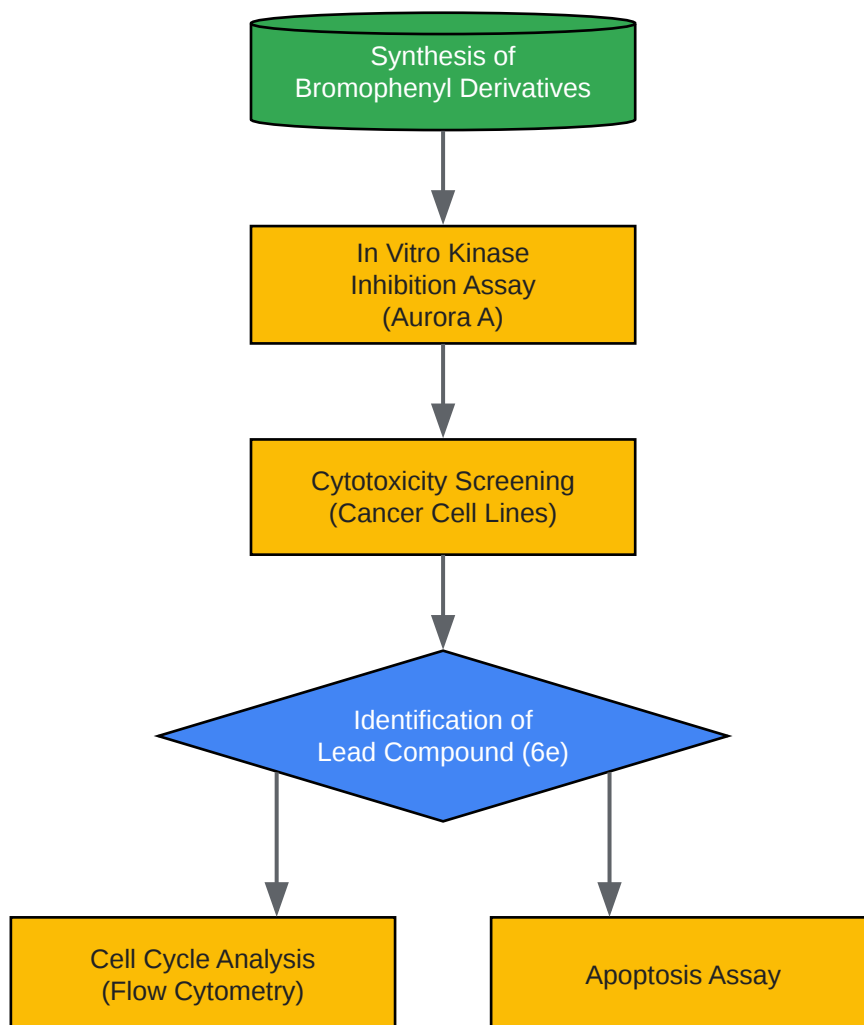 Synthesis of
Bromophenyl Derivatives
In Vitro Kinase
Inhibition Assay
(Aurora A)
Cytotoxicity Screening
(Cancer Cell Lines)
Identification of
Lead Compound (6e)
Cell Cycle Analysis
(Flow Cytometry)
Apoptosis Assay